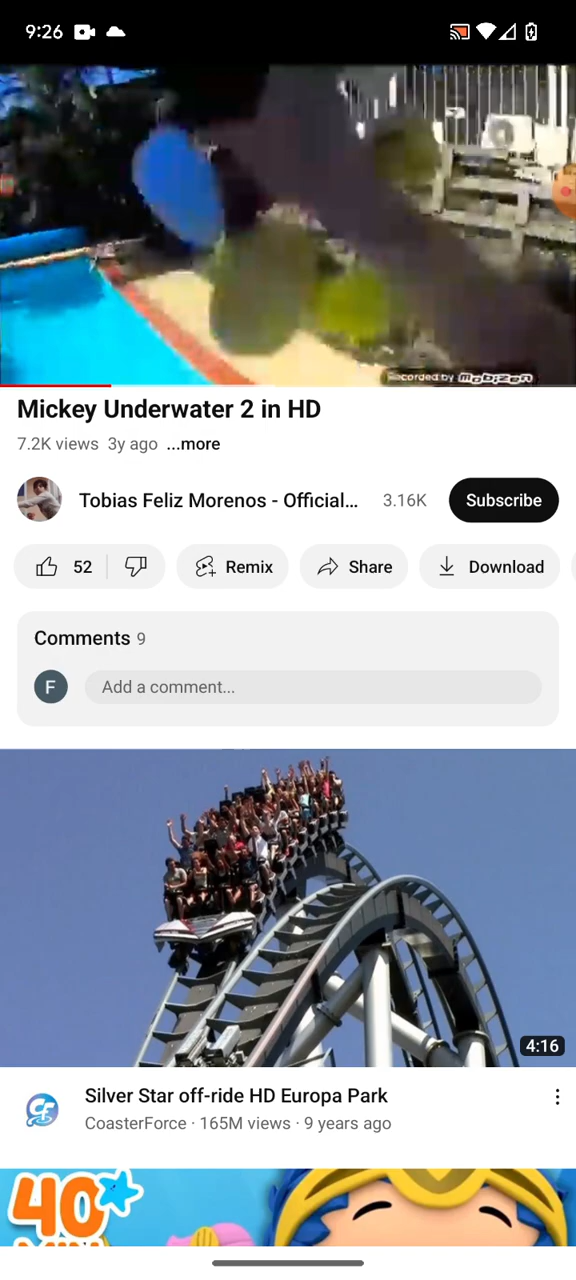 9:26
Recorded by mobizen
Mickey Underwater 2 in HD
7.2K views 3y ago ...more
Tobias Feliz Morenos - Official... 3.16K Subscribe
52 Remix Share Download
Comments 9
F Add a comment...
4:16
CF Silver Star off-ride HD Europa Park
CoasterForce · 165M views · 9 years ago
40